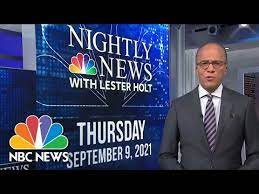 NIGHTLY
NEWS
WITH LESTER HOLT
THURSDAY
SEPTEMBER 9, 2021
NBC NEWS